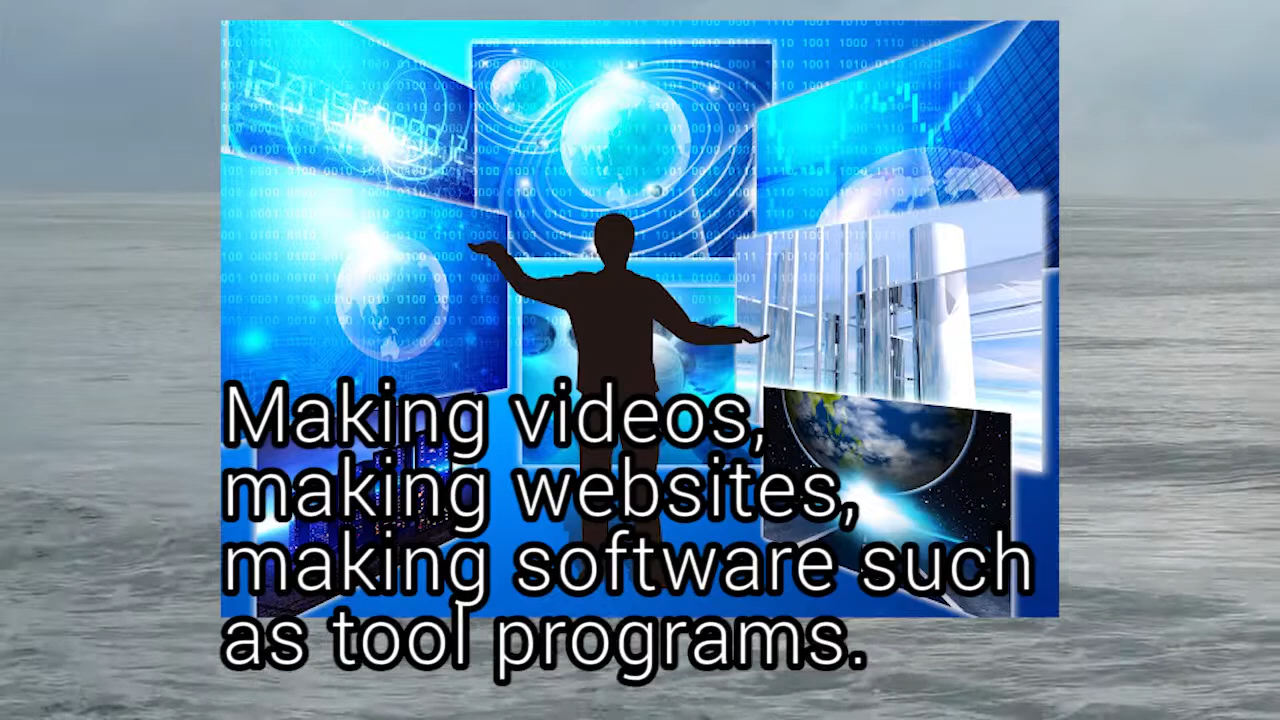 Making videos,
making websites,
making software such
as tool programs.